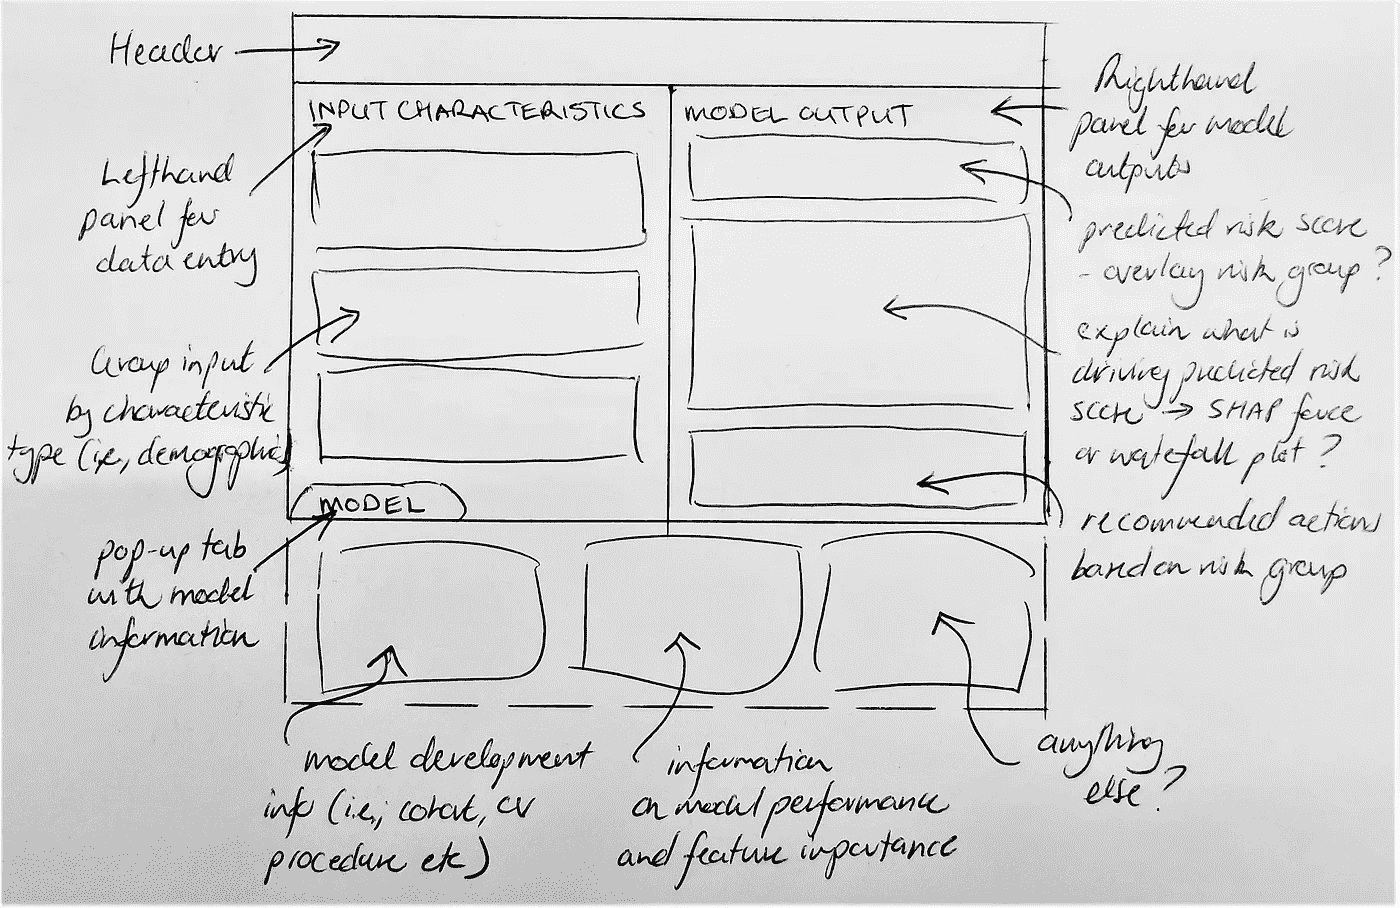 Header
INPUT CHARACTERISTICS
MODEL OUTPUT
Lefthand
panel for
data entry
Group input
by characteristic
type (i.e., demographics)
MODEL
pop-up tab
with model
information
Righthand
panel for model
outputs
predicted risk score
- overlay risk group?
explain what is
driving predicted risk
score → SHAP force
or waterfall plot?
recommended actions
based on risk group
model development
info (i.e., cohort, CV
procedure etc)
information
on model performance
and feature importance
anything
else?